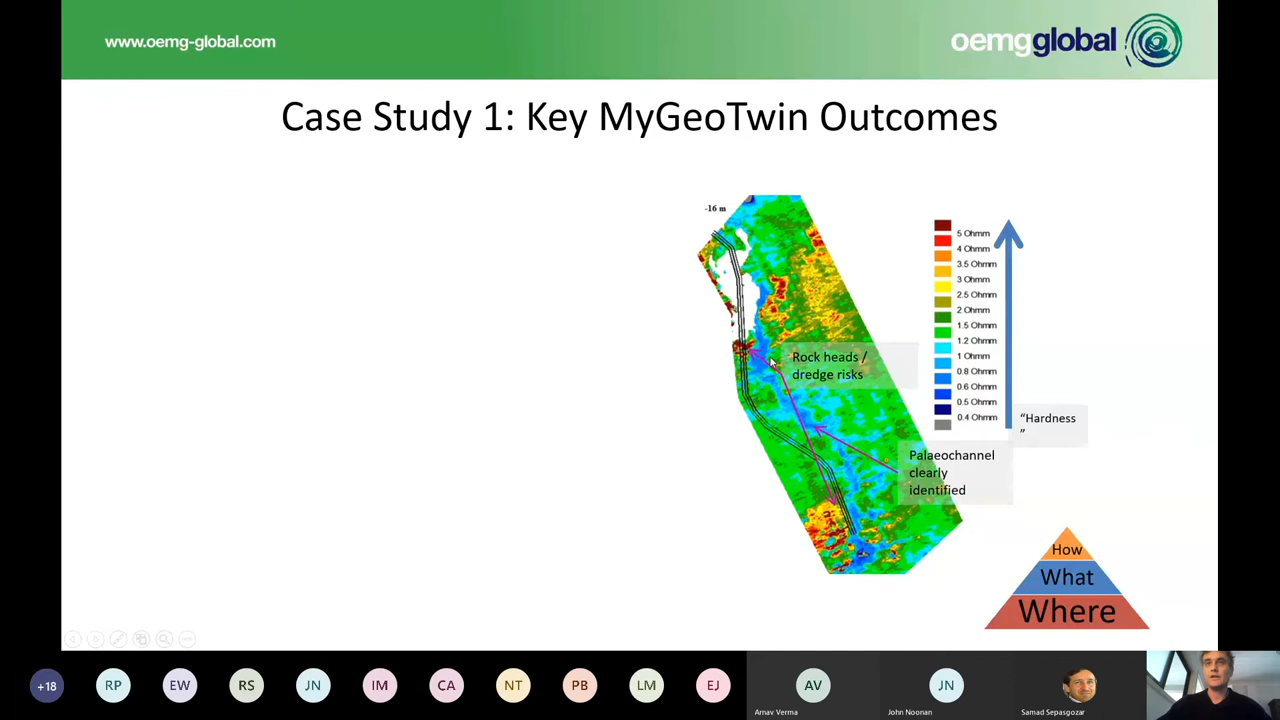 www.oemg-global.com
oemgglobal
Case Study 1: Key MyGeoTwin Outcomes
-16 m
5 Ohmm
4 Ohmm
3.5 Ohmm
3 Ohmm
2.5 Ohmm
2 Ohmm
1.5 Ohmm
1.2 Ohmm
1 Ohmm
0.8 Ohmm
0.6 Ohmm
0.5 Ohmm
0.4 Ohmm
Rock heads /
dredge risks
“Hardness
”
Palaeochannel
clearly
identified
How
What
Where
+18
RP
EW
RS
JN
IM
CA
NT
PB
LM
EJ
AV
Arnav Verma
JN
John Noonan
Samad Sepasgozar